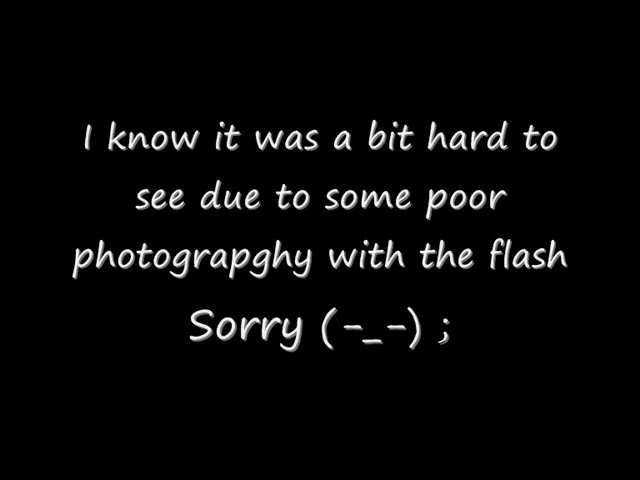 I know it was a bit hard to
see due to some poor
photograpghy with the flash
Sorry (-_-) ;